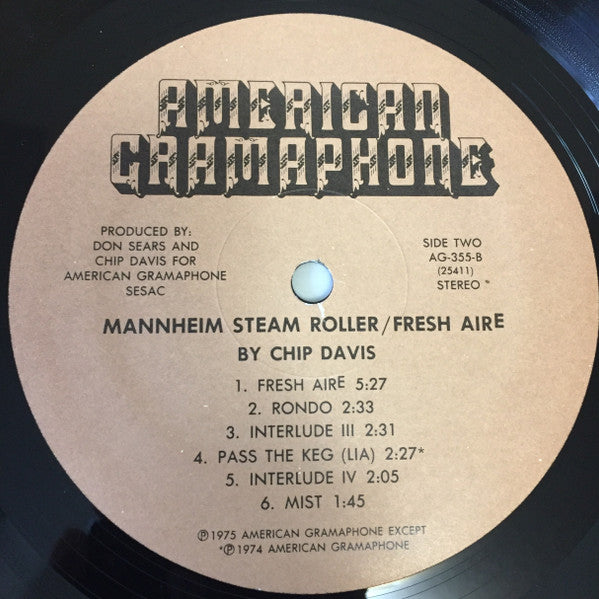 AMERICAN
GRAMAPHONE
PRODUCED BY:
DON SEARS AND
CHIP DAVIS FOR
AMERICAN GRAMAPHONE
SESAC
SIDE TWO
AG-355-B
(25411)
STEREO
MANNHEIM STEAM ROLLER/FRESH AIRE
BY CHIP DAVIS
1. FRESH AIRE 5:27
2. RONDO 2:33
3. INTERLUDE III 2:31
4. PASS THE KEG (LIA) 2:27*
5. INTERLUDE IV 2:05
6. MIST 1:45
℗1975 AMERICAN GRAMAPHONE EXCEPT
*℗1974 AMERICAN GRAMAPHONE